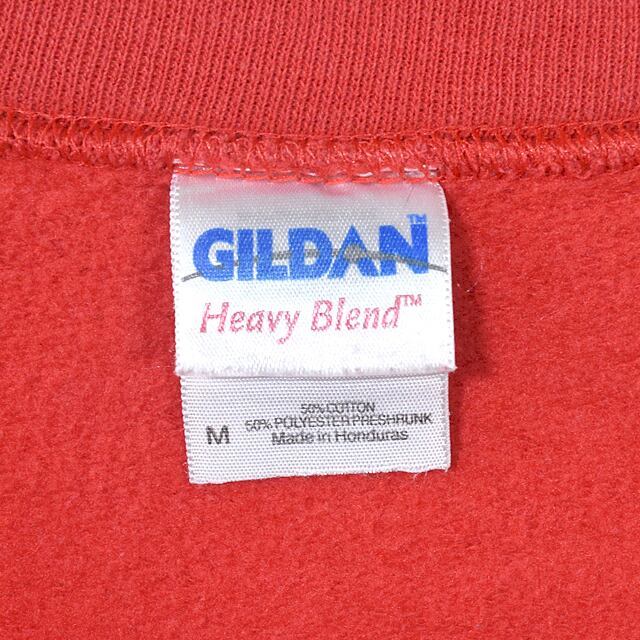 GILDAN™
Heavy Blend™
50% COTTON
M 50% POLYESTER PRESHRUNK
Made in Honduras